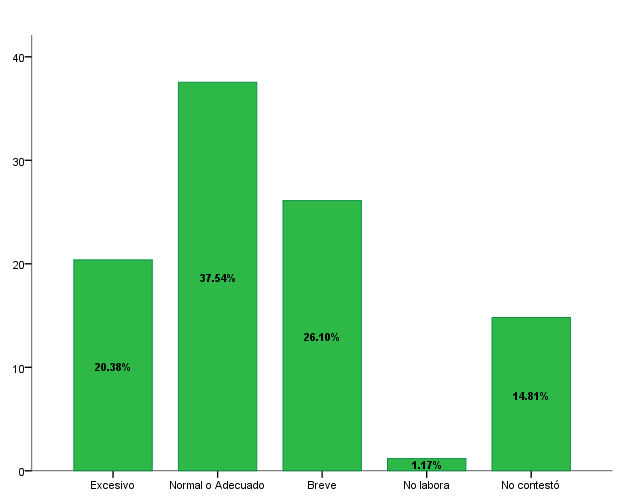 40
30
20
10
0
20.38%
37.54%
26.10%
1.17%
14.81%
Excesivo
Normal o Adecuado
Breve
No labora
No contestó